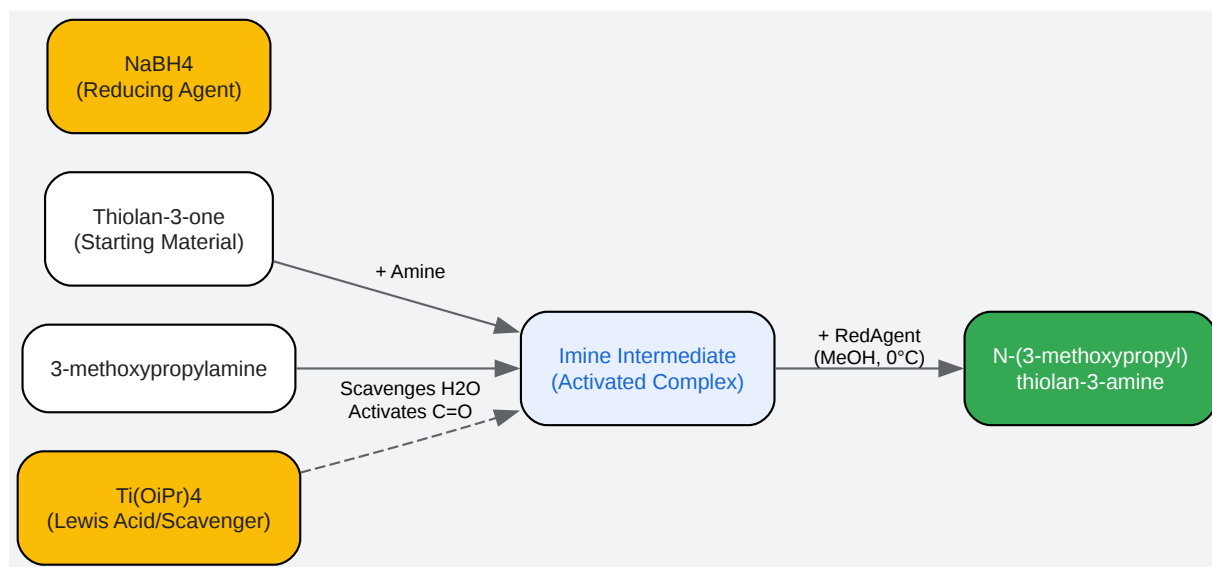 NaBH4
(Reducing Agent)
Thiolan-3-one
(Starting Material)
+ Amine
3-methoxypropylamine
Scavenges H2O
Activates C=O
Ti(OiPr)4
(Lewis Acid/Scavenger)
Imine Intermediate
(Activated Complex)
+ RedAgent
(MeOH, 0°C)
N-(3-methoxypropyl)
thiolan-3-amine